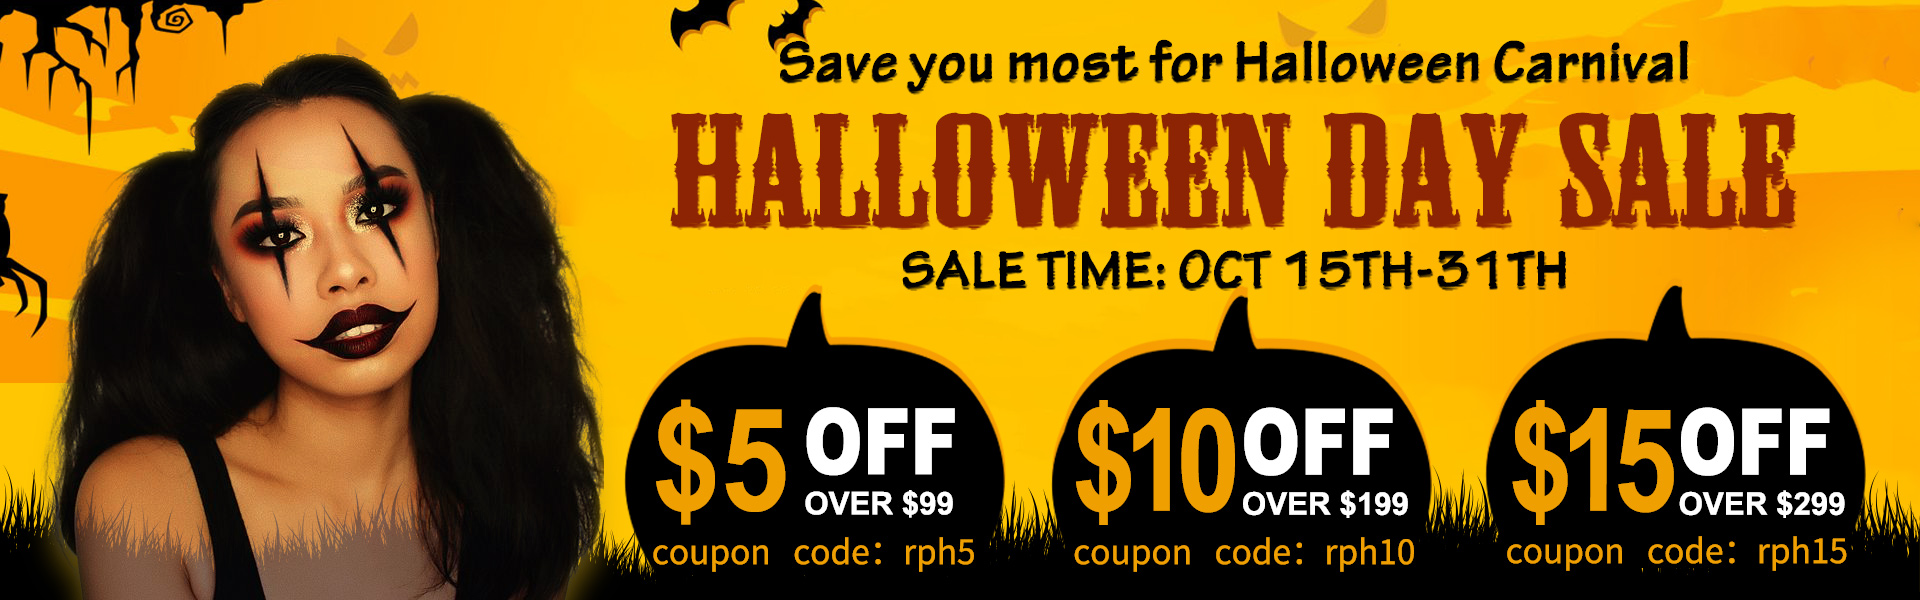 Save you most for Halloween Carnival
HALLOWEEN DAY SALE
SALE TIME: OCT 15TH-31TH
$5 OFF
OVER $99
coupon code: rph5
$10 OFF
OVER $199
coupon code: rph10
$15 OFF
OVER $299
coupon code: rph15